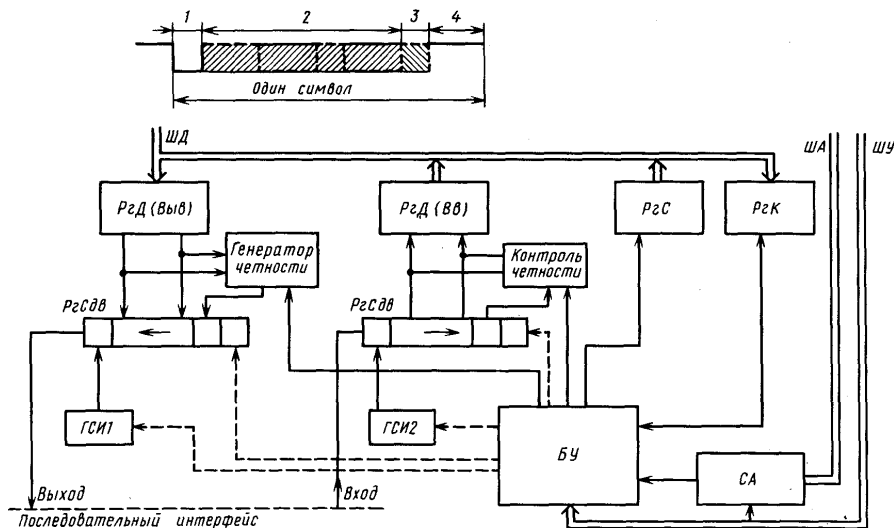 1 2 3 4
Один символ
ШД
ША ШУ
РгД (Выв)
РгД (Вв)
РгС
РгК
Генератор
четности
Контроль
четности
РгСдв
РгСдв
ГСИ1
ГСИ2
БУ
СА
Выход
Вход
Последовательный интерфейс